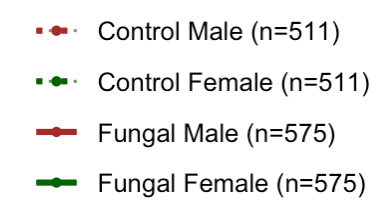 Control Male (n=511)
Control Female (n=511)
Fungal Male (n=575)
Fungal Female (n=575)